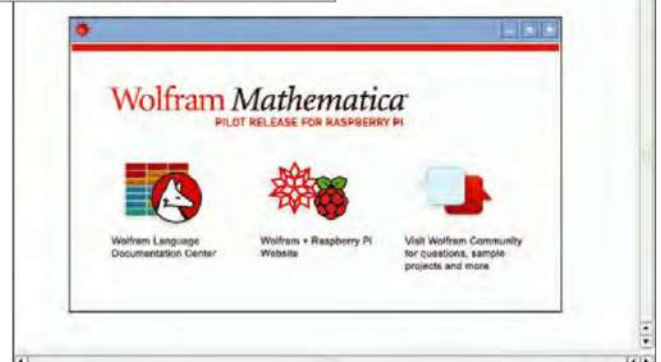 Wolfram Mathematica
PILOT RELEASE FOR RASPBERRY PI
Wolfram Language
Documentation Center
Wolfram + Raspberry Pi
Website
Visit Wolfram Community
for questions, sample
projects and more